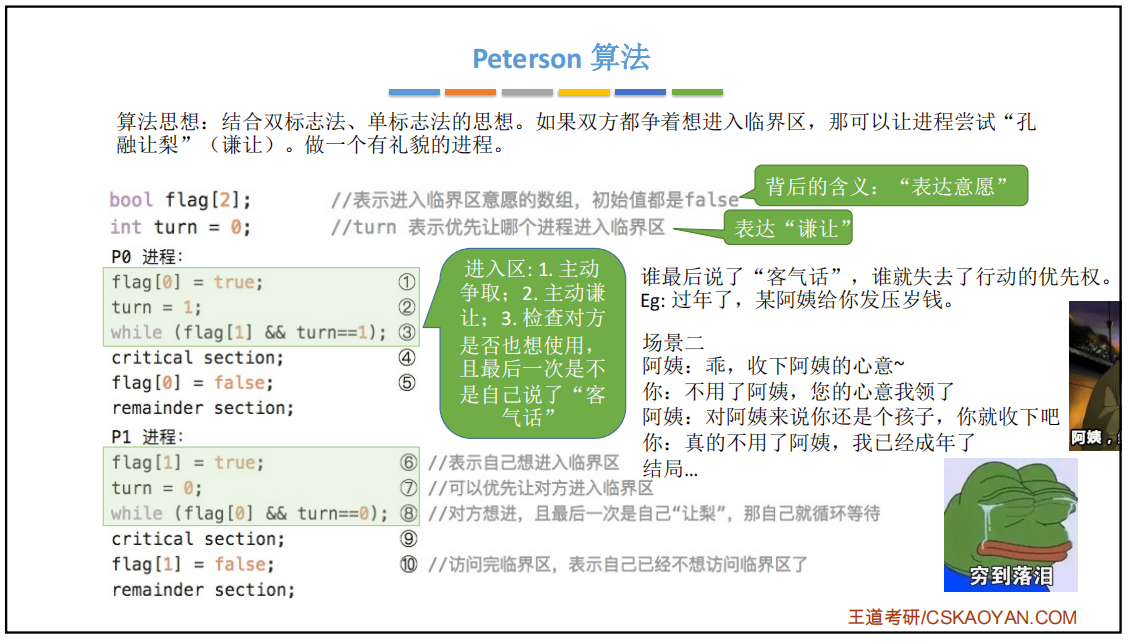 Peterson 算法
算法思想：结合双标志法、单标志法的思想。如果双方都争着想进入临界区，那可以让进程尝试“孔
融让梨”（谦让）。做一个有礼貌的进程。
bool flag[2]; //表示进入临界区意愿的数组，初始值都是false
背后的含义：“表达意愿”
int turn = 0; //turn 表示优先让哪个进程进入临界区
表达“谦让”
P0 进程：
flag[0] = true; ①
turn = 1; ②
while (flag[1] && turn==1); ③
critical section; ④
flag[0] = false; ⑤
remainder section;
进入区：1. 主动
争取；2. 主动谦
让；3. 检查对方
是否也想使用，
且最后一次是不
是自己说了“客
气话”
谁最后说了“客气话”，谁就失去了行动的优先权。
Eg: 过年了，某阿姨给你发压岁钱。
场景二
阿姨：乖，收下阿姨的心意~
你：不用了阿姨，您的心意我领了
阿姨：对阿姨来说你还是个孩子，你就收下吧
你：真的不用了阿姨，我已经成年了
结局…
阿姨，
P1 进程：
flag[1] = true; ⑥ //表示自己想进入临界区
turn = 0; ⑦ //可以优先让对方进入临界区
while (flag[0] && turn==0); ⑧ //对方想进，且最后一次是自己“让梨”，那自己就循环等待
critical section; ⑨
flag[1] = false; ⑩ //访问完临界区，表示自己已经不想访问临界区了
remainder section;
穷到落泪
王道考研/CSKAOYAN.COM